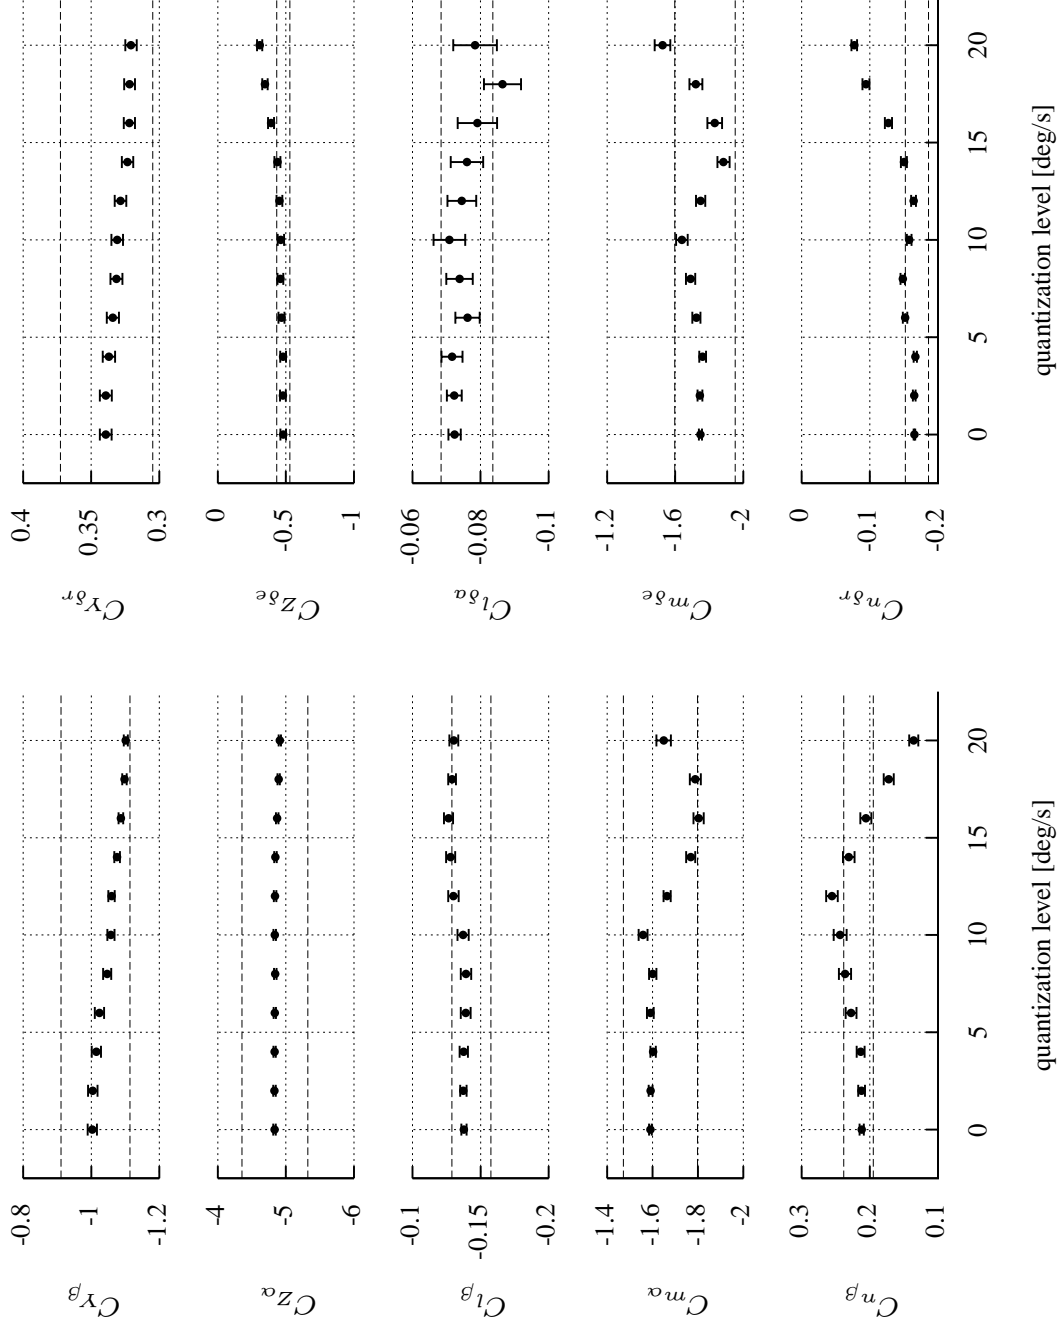 C_{Y_β} -0.8 -1 -1.2
C_{Y_{δr}} 0.4 0.35 0.3
C_{Z_α} -4 -5 -6
C_{Z_{δe}} 0 -0.5 -1
C_{l_β} -0.1 -0.15 -0.2
C_{l_{δa}} -0.06 -0.08 -0.1
C_{m_α} -1.4 -1.6 -1.8 -2
C_{m_{δe}} -1.2 -1.6 -2
C_{n_β} 0.3 0.2 0.1
C_{n_{δr}} 0 -0.1 -0.2
0 5 10 15 20
0 5 10 15 20
quantization level [deg/s]
quantization level [deg/s]